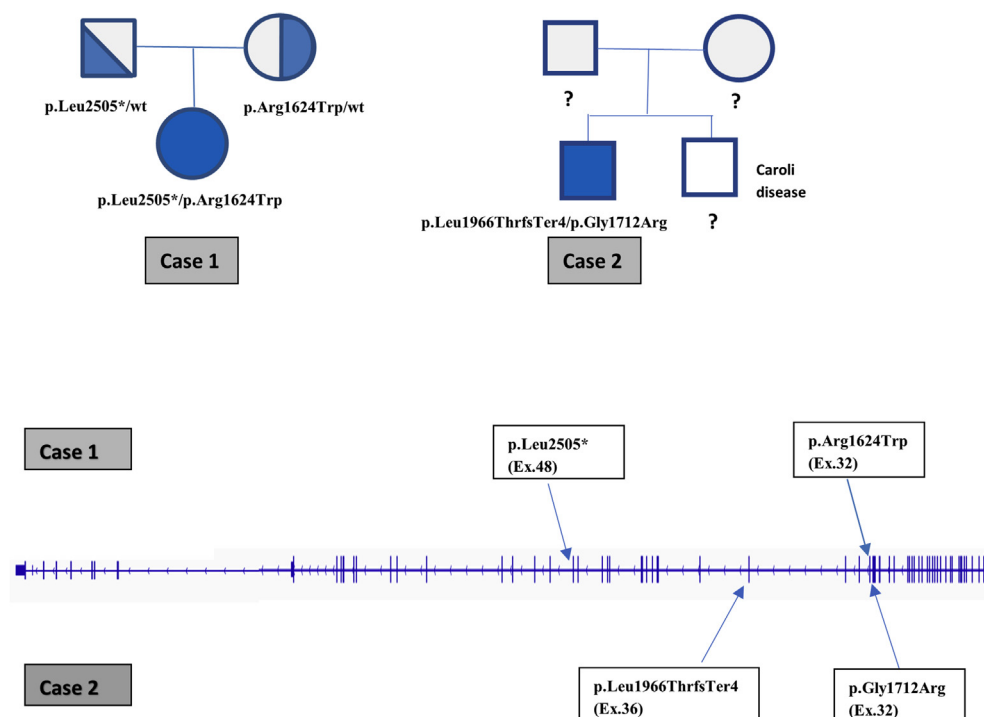 p.Leu2505*/wt
p.Arg1624Trp/wt
? ?
p.Leu2505*/p.Arg1624Trp
Caroli
disease
p.Leu1966ThrfsTer4/p.Gly1712Arg
?
Case 1
Case 2
Case 1
p.Leu2505*
(Ex.48)
p.Arg1624Trp
(Ex.32)
Case 2
p.Leu1966ThrfsTer4
(Ex.36)
p.Gly1712Arg
(Ex.32)